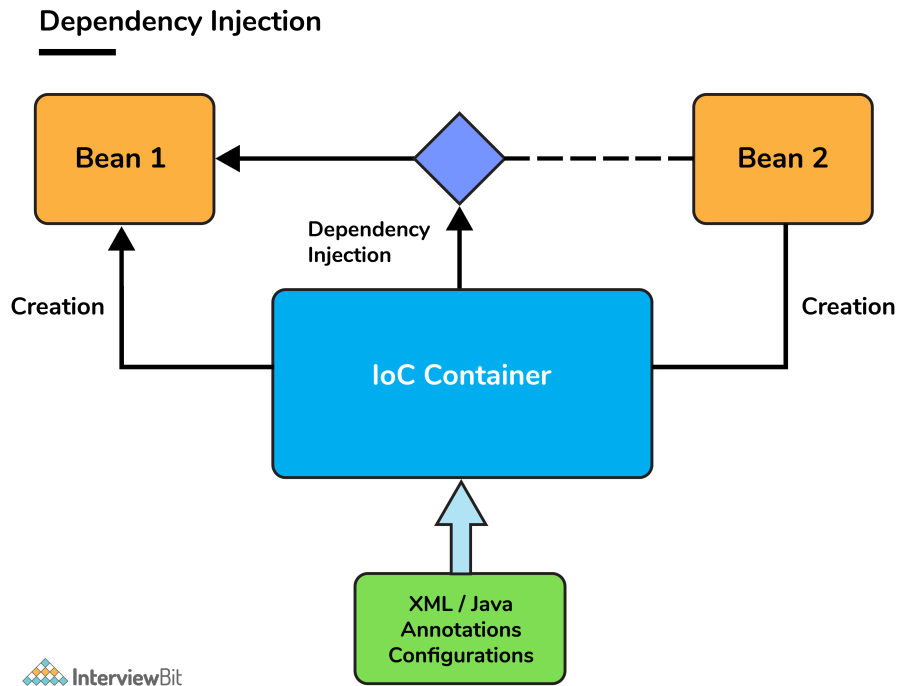 Dependency Injection
Bean 1
Bean 2
Dependency
Injection
Creation
Creation
IoC Container
XML / Java
Annotations
Configurations
InterviewBit